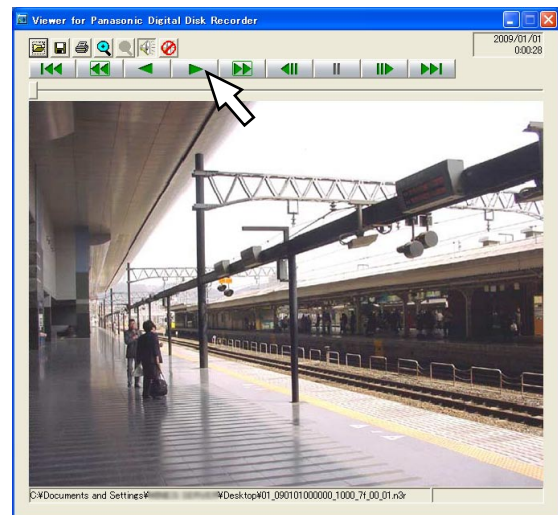 Viewer for Panasonic Digital Disk Recorder
2009/01/01
0:00:28
C:¥Documents and Settings¥ ¥Desktop¥01_090101000000_1000_7f_00_01.n3r